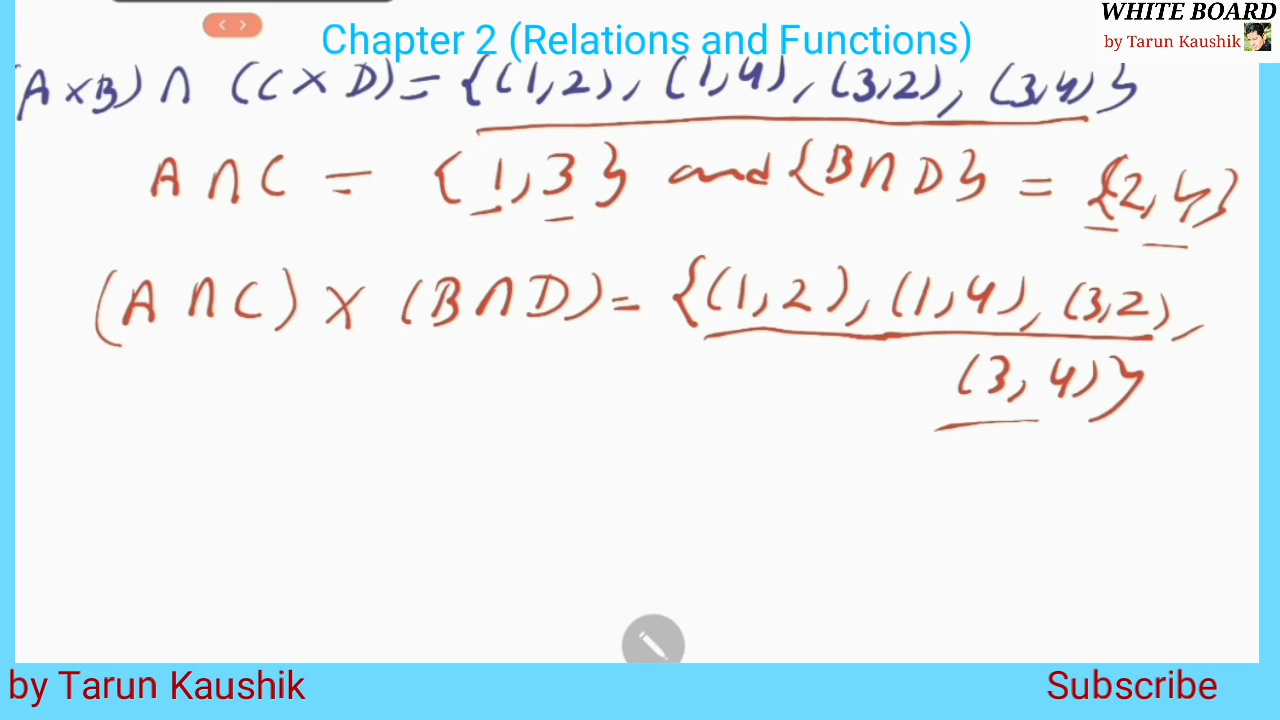 WHITE BOARD
Chapter 2 (Relations and Functions)
by Tarun Kaushik
(A×B) ∩ (C×D) = {(1,2), (1,4), (3,2), (3,4)}
A∩C = {1,3} and {B∩D} = {2,4}
(A∩C) × (B∩D) = {(1,2), (1,4), (3,2),
(3,4)}
by Tarun Kaushik
Subscribe